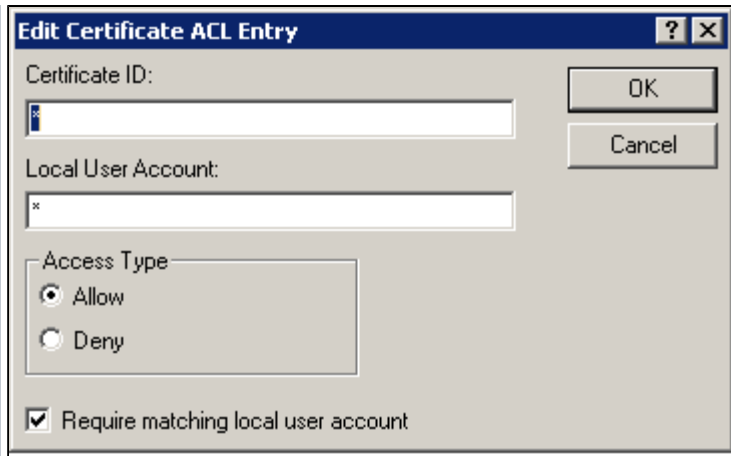 Edit Certificate ACL Entry
Certificate ID:
*
OK
Cancel
Local User Account:
*
Access Type
Allow
Deny
Require matching local user account